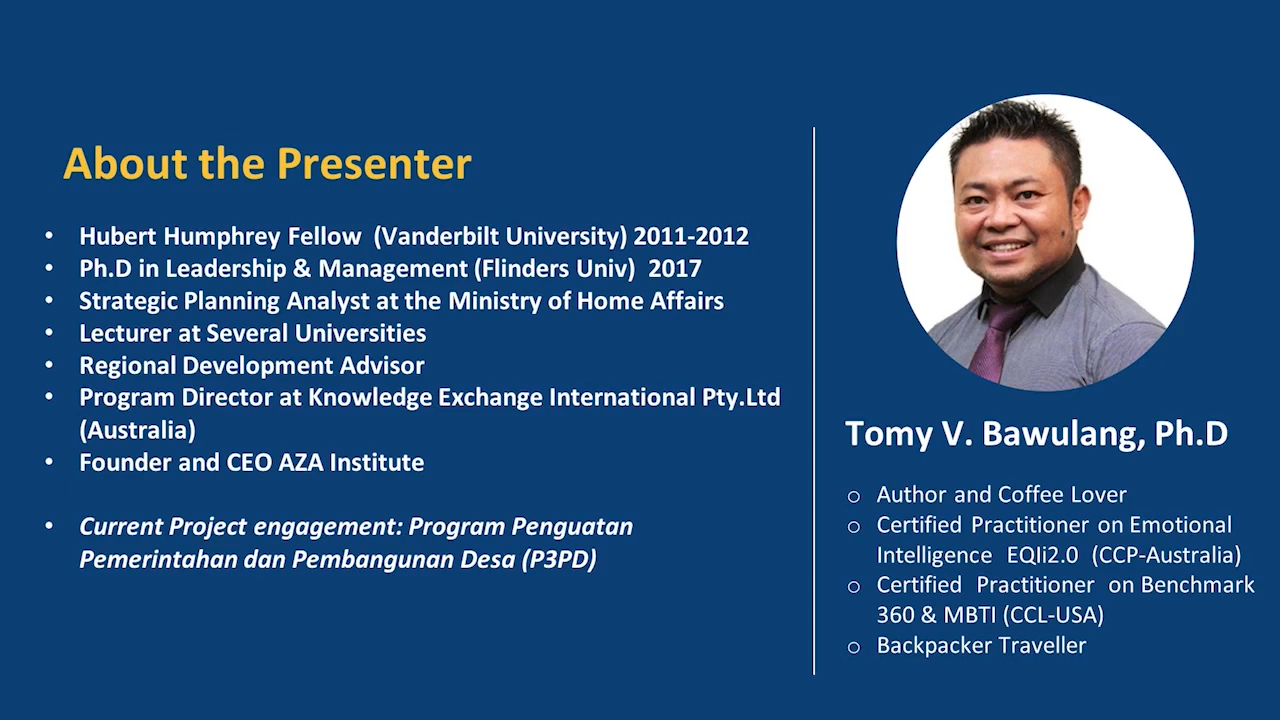 About the Presenter
• Hubert Humphrey Fellow (Vanderbilt University) 2011-2012
• Ph.D in Leadership & Management (Flinders Univ) 2017
• Strategic Planning Analyst at the Ministry of Home Affairs
• Lecturer at Several Universities
• Regional Development Advisor
• Program Director at Knowledge Exchange International Pty.Ltd
(Australia)
• Founder and CEO AZA Institute
• Current Project engagement: Program Penguatan
Pemerintahan dan Pembangunan Desa (P3PD)
Tomy V. Bawulang, Ph.D
o Author and Coffee Lover
o Certified Practitioner on Emotional
Intelligence EQIi2.0 (CCP-Australia)
o Certified Practitioner on Benchmark
360 & MBTI (CCL-USA)
o Backpacker Traveller